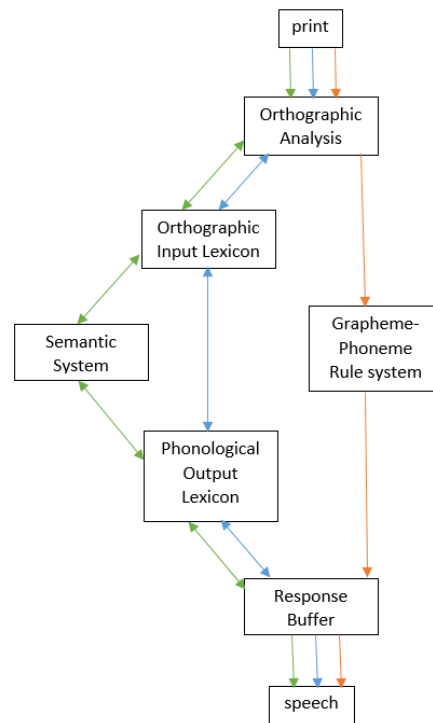 print
Orthographic
Analysis
Orthographic
Input Lexicon
Semantic
System
Grapheme-
Phoneme
Rule system
Phonological
Output
Lexicon
Response
Buffer
speech